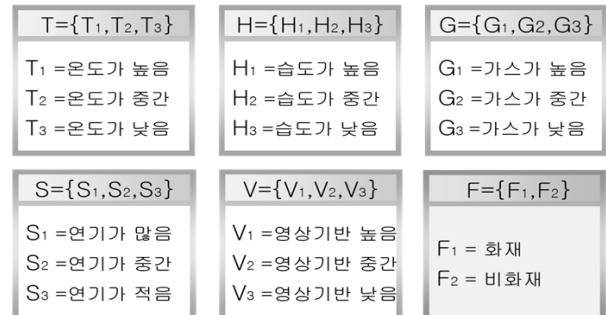 T={T₁,T₂,T₃}
T₁ =온도가 높음
T₂ =온도가 중간
T₃ =온도가 낮음
H={H₁,H₂,H₃}
H₁ =습도가 높음
H₂ =습도가 중간
H₃ =습도가 낮음
G={G₁,G2,G3}
G₁ =가스가 높음
G₂ =가스가 중간
G₃ =가스가 낮음
S={S₁,S₂,S₃}
S₁ =연기가 많음
S₂ =연기가 중간
S₃ =연기가 적음
V={V₁,V₂,V₃}
V₁ =영상기반 높음
V₂ =영상기반 중간
V₃ =영상기반 낮음
F={F₁,F₂}
F₁ = 화재
F₂ = 비화재